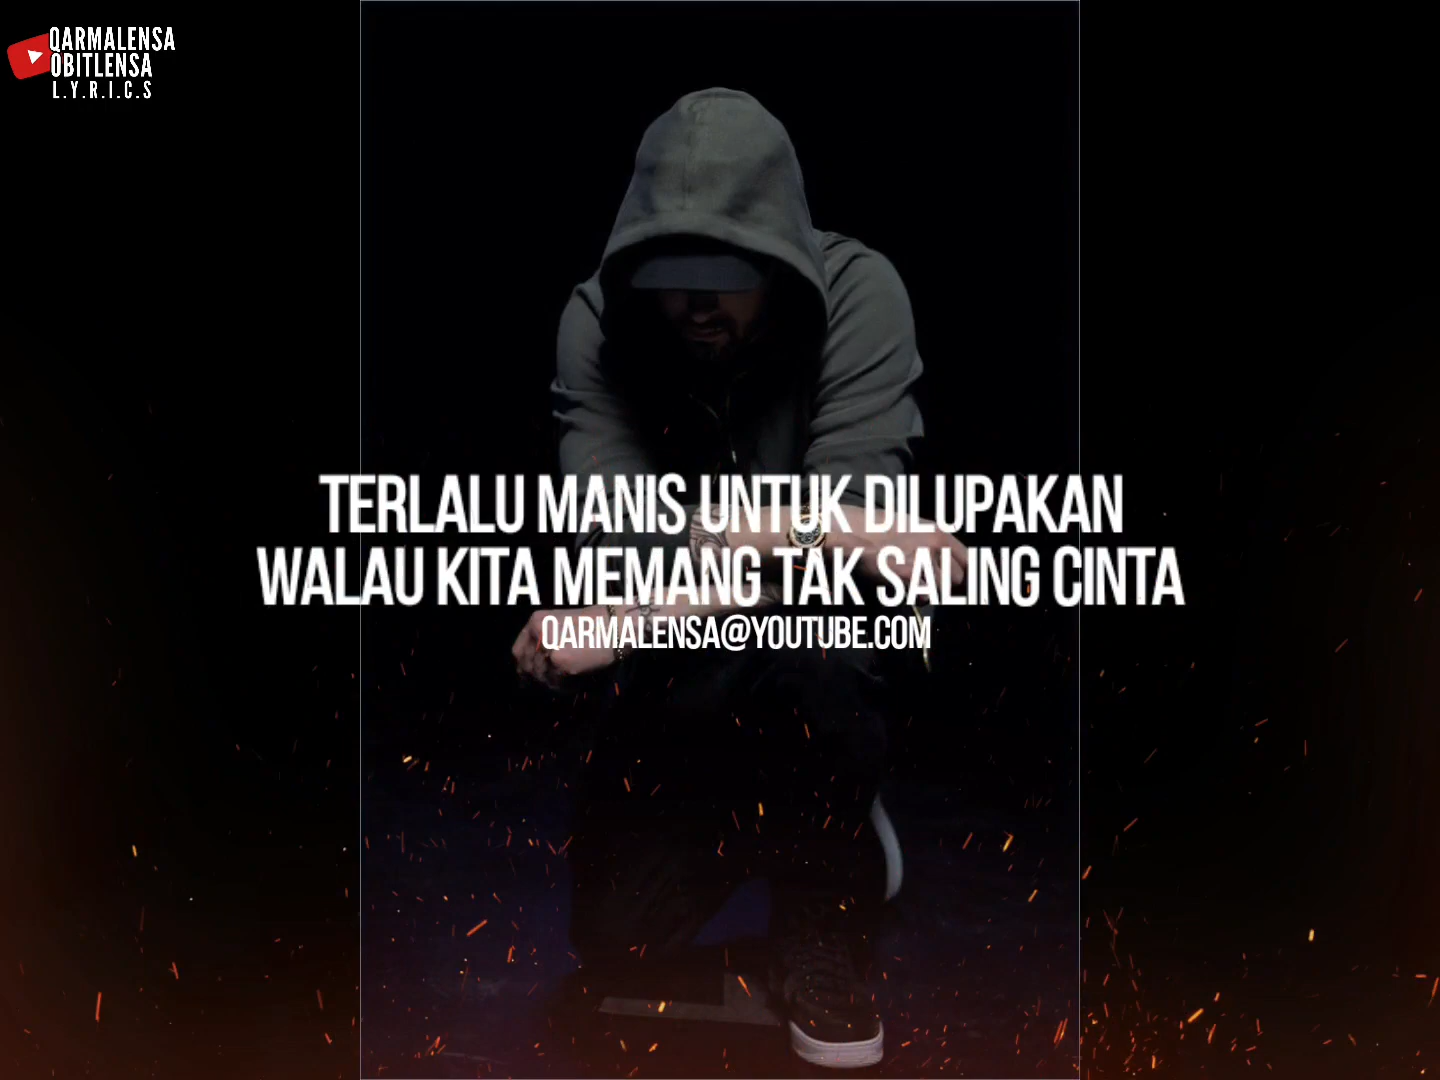 QARMALENSA
OBITLENSA
L.Y.R.I.C.S
TERLALU MANIS UNTUK DILUPAKAN
WALAU KITA MEMANG TAK SALING CINTA
QARMALENSA@YOUTUBE.COM